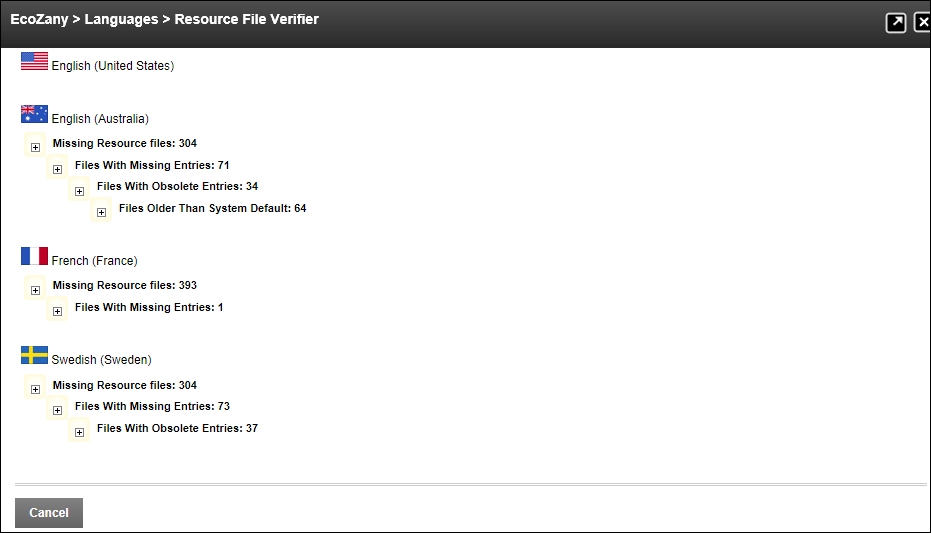 EcoZany > Languages > Resource File Verifier
English (United States)
English (Australia)
Missing Resource files: 304
Files With Missing Entries: 71
Files With Obsolete Entries: 34
Files Older Than System Default: 64
French (France)
Missing Resource files: 393
Files With Missing Entries: 1
Swedish (Sweden)
Missing Resource files: 304
Files With Missing Entries: 73
Files With Obsolete Entries: 37
Cancel